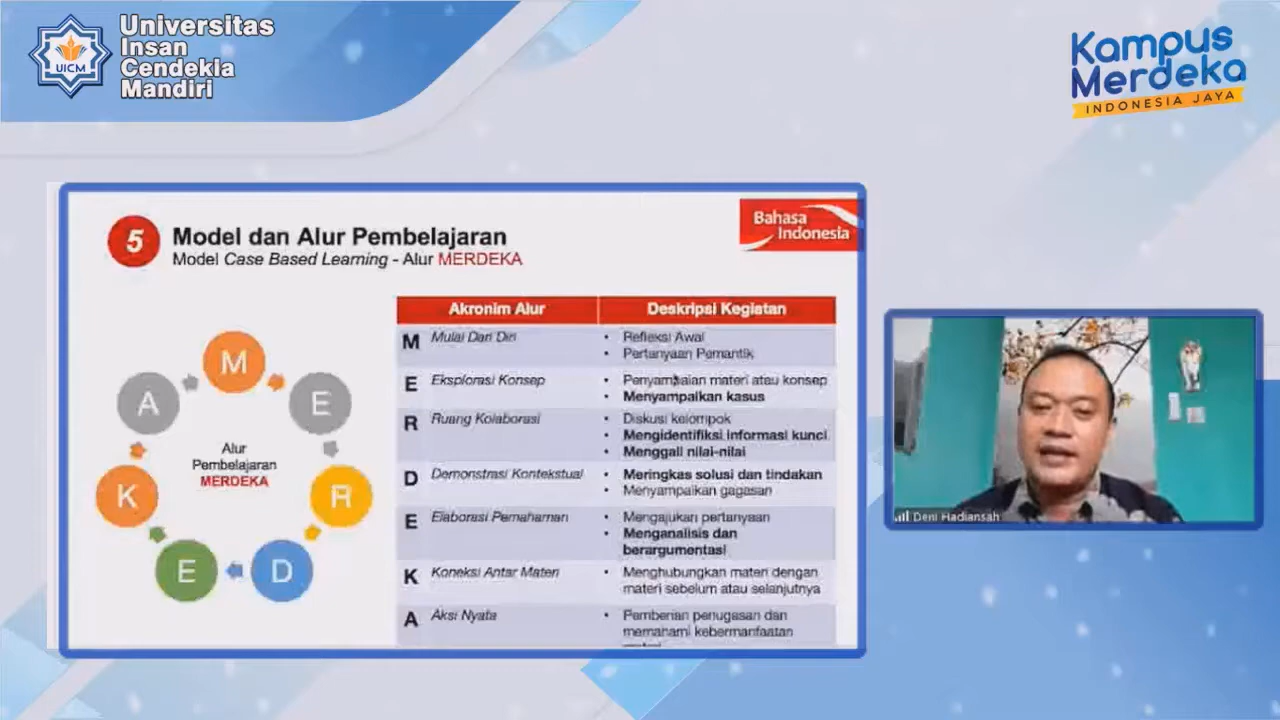 Universitas
Insan
Cendekia
Mandiri
UICM
Kampus
Merdeka
INDONESIA JAYA
5
Model dan Alur Pembelajaran
Model Case Based Learning - Alur MERDEKA
Bahasa
Indonesia
M
E
R
D
E
K
A
Alur
Pembelajaran
MERDEKA
Akronim Alur Deskripsi Kegiatan
M Mulai Dari Diri • Refleksi Awal
• Pertanyaan Pemantik
E Eksplorasi Konsep • Penyampaian materi atau konsep
• Menyampaikan kasus
R Ruang Kolaborasi • Diskusi kelompok
• Mengidentifiksi informasi kunci
• Menggali nilai-nilai
D Demonstrasi Kontekstual • Meringkas solusi dan tindakan
• Menyampaikan gagasan
E Elaborasi Pemahaman • Mengajukan pertanyaan
• Menganalisis dan
berargumentasi
K Koneksi Antar Materi • Menghubungkan materi dengan
materi sebelum atau selanjutnya
A Aksi Nyata • Pemberian penugasan dan
memahami kebermanfaatan
Deni Hadiansah